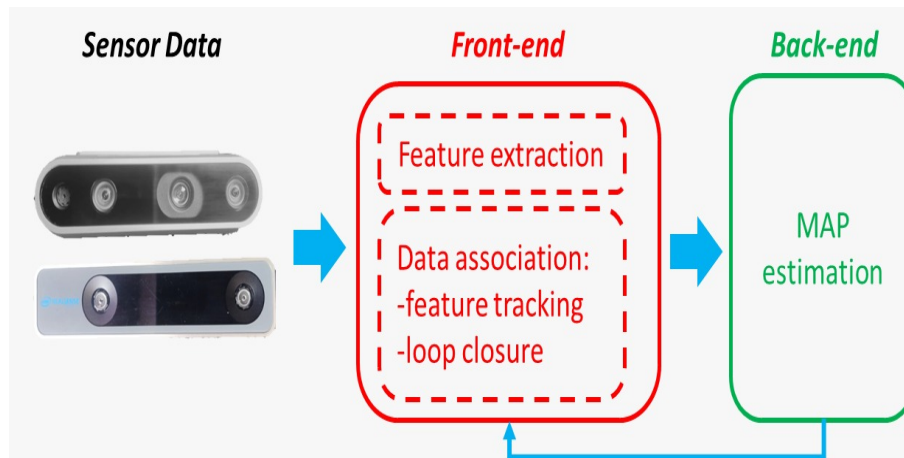 Sensor Data
Front-end
Back-end
Feature extraction
Data association:
-feature tracking
-loop closure
MAP
estimation